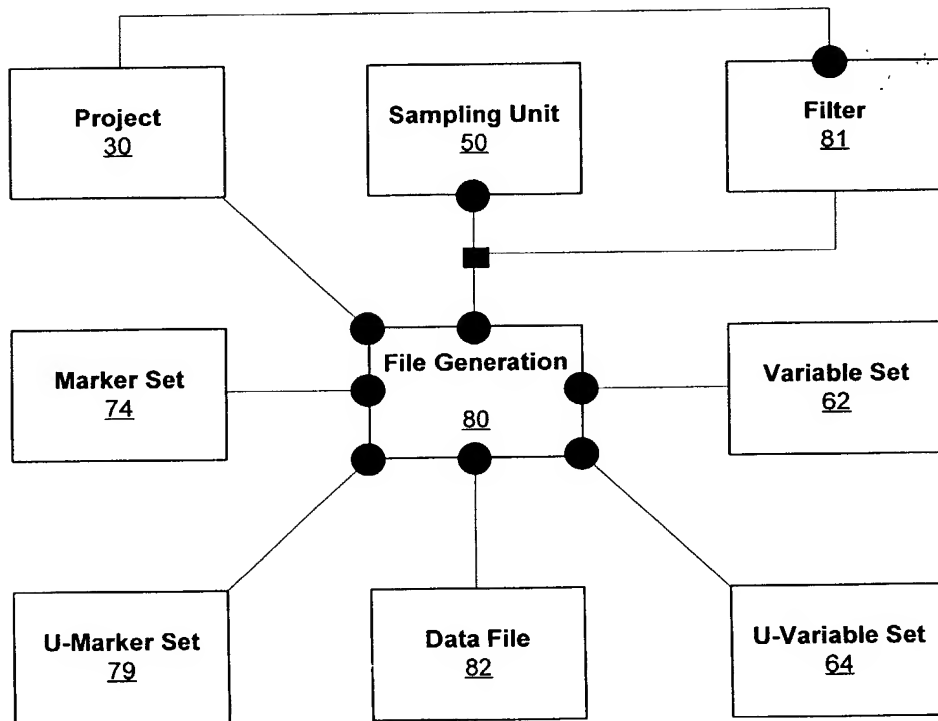 Project
30
Sampling Unit
50
Filter
81
Marker Set
74
File Generation
80
Variable Set
62
U-Marker Set
79
Data File
82
U-Variable Set
64